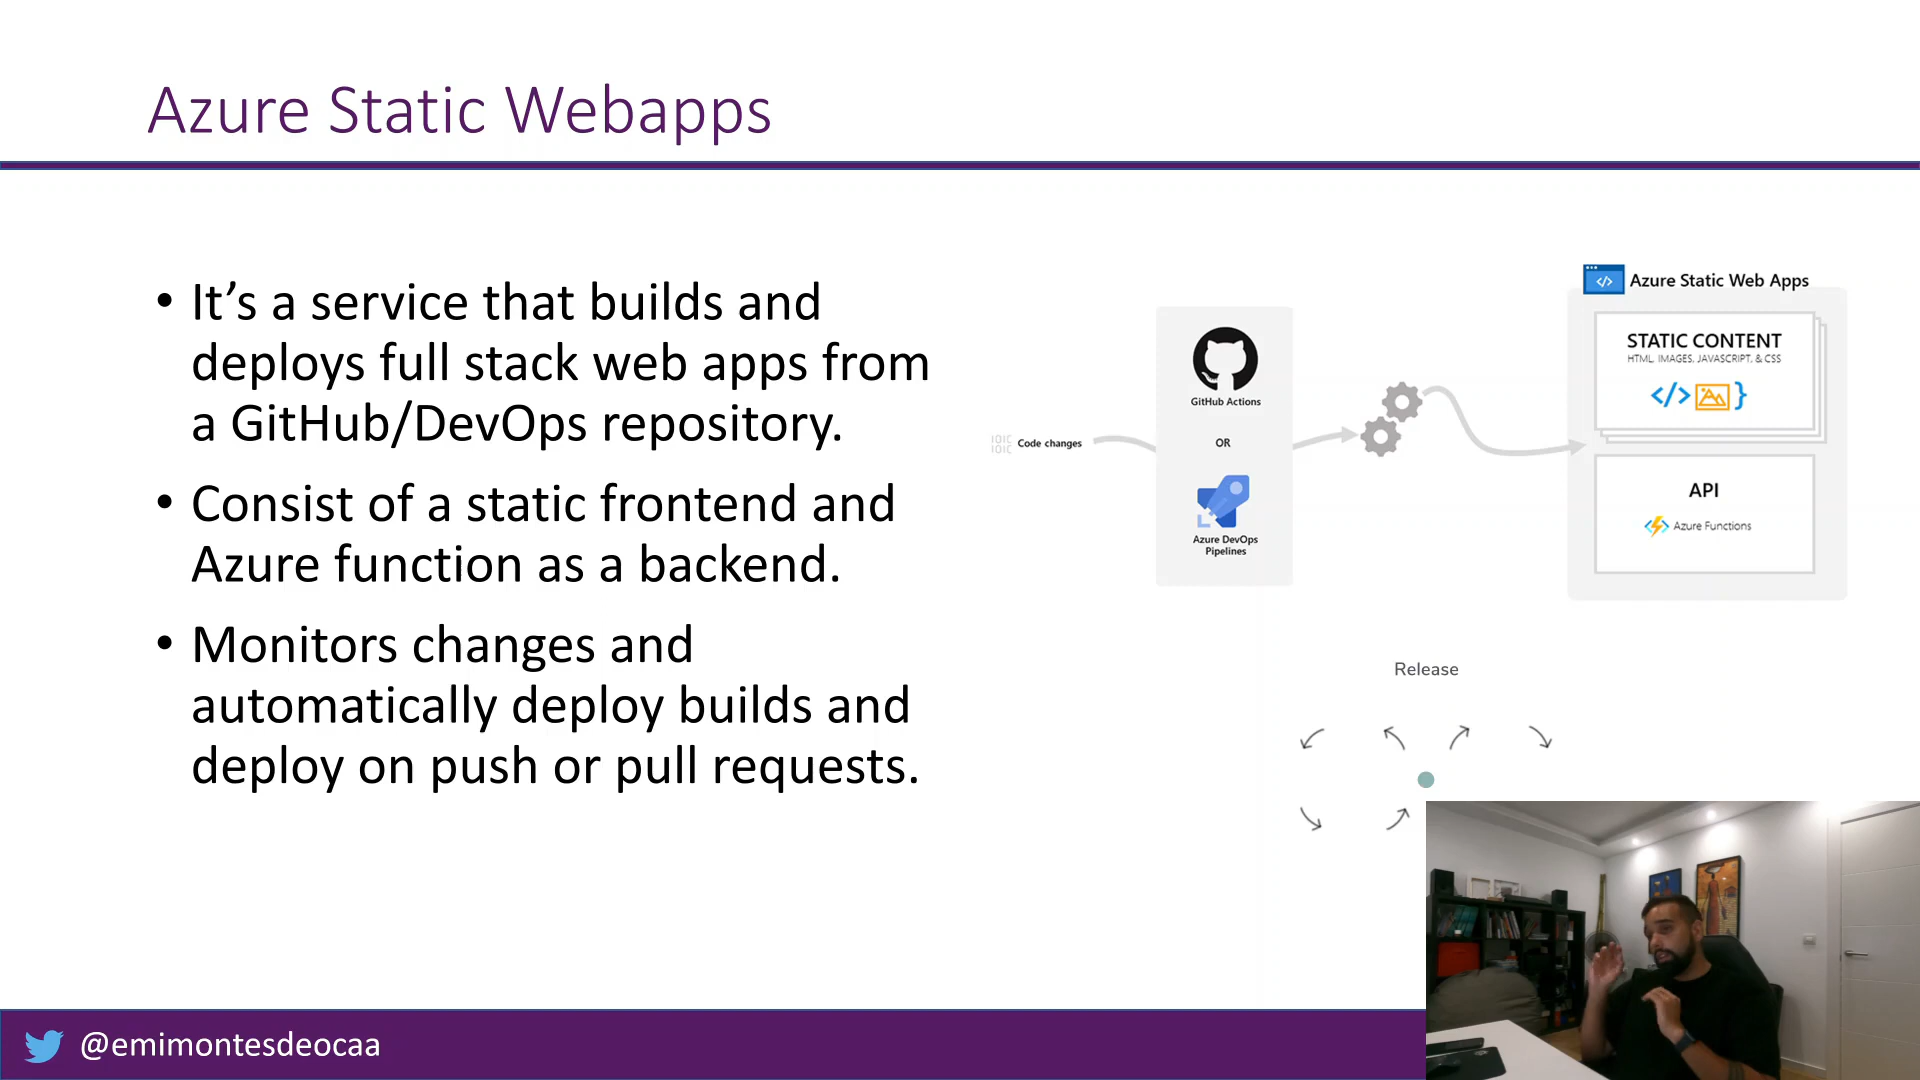 Azure Static Webapps
• It’s a service that builds and
deploys full stack web apps from
a GitHub/DevOps repository.
• Consist of a static frontend and
Azure function as a backend.
• Monitors changes and
automatically deploy builds and
deploy on push or pull requests.
Code changes
GitHub Actions
OR
Azure DevOps
Pipelines
Azure Static Web Apps
STATIC CONTENT
HTML, IMAGES, JAVASCRIPT, & CSS
API
Azure Functions
Release
@emimontesdeocaa